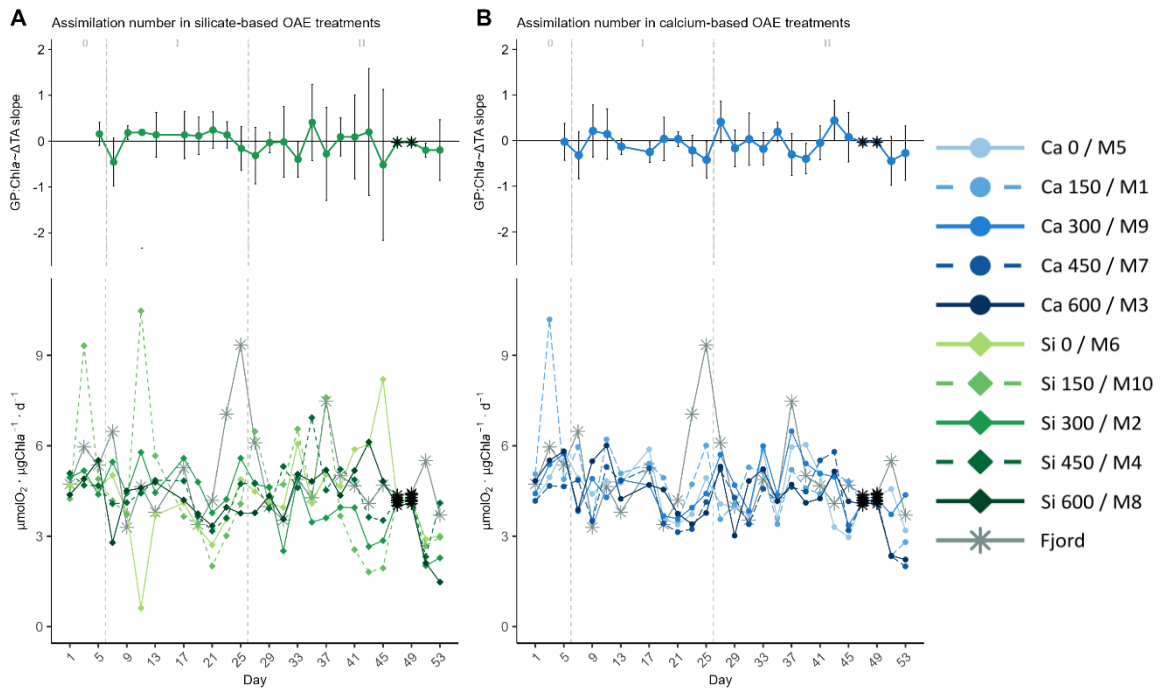 A Assimilation number in silicate-based OAE treatments
0 I II
2
1
0
-1
-2
GP:Chla~ΔTA slope
9
6
3
0
µmolO₂ · µgChla⁻¹ · d⁻¹
1 5 9 13 17 21 25 29 33 37 41 45 49 53
Day
B Assimilation number in calcium-based OAE treatments
0 I II
2
1
0
-1
-2
GP:Chla~ΔTA slope
9
6
3
0
µmolO₂ · µgChla⁻¹ · d⁻¹
1 5 9 13 17 21 25 29 33 37 41 45 49 53
Day
Ca 0 / M5
Ca 150 / M1
Ca 300 / M9
Ca 450 / M7
Ca 600 / M3
Si 0 / M6
Si 150 / M10
Si 300 / M2
Si 450 / M4
Si 600 / M8
Fjord